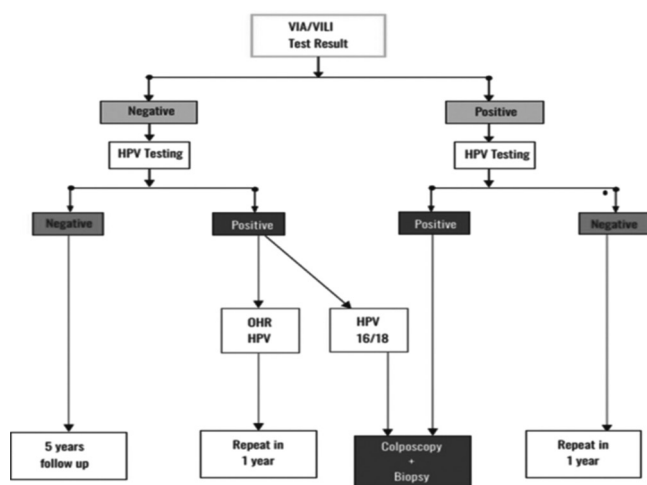 VIA/VILI
Test Result
Negative
Positive
HPV Testing
HPV Testing
Negative
Positive
Positive
Negative
OHR
HPV
HPV
16/18
5 years
follow up
Repeat in
1 year
Colposcopy
+
Biopsy
Repeat in
1 year